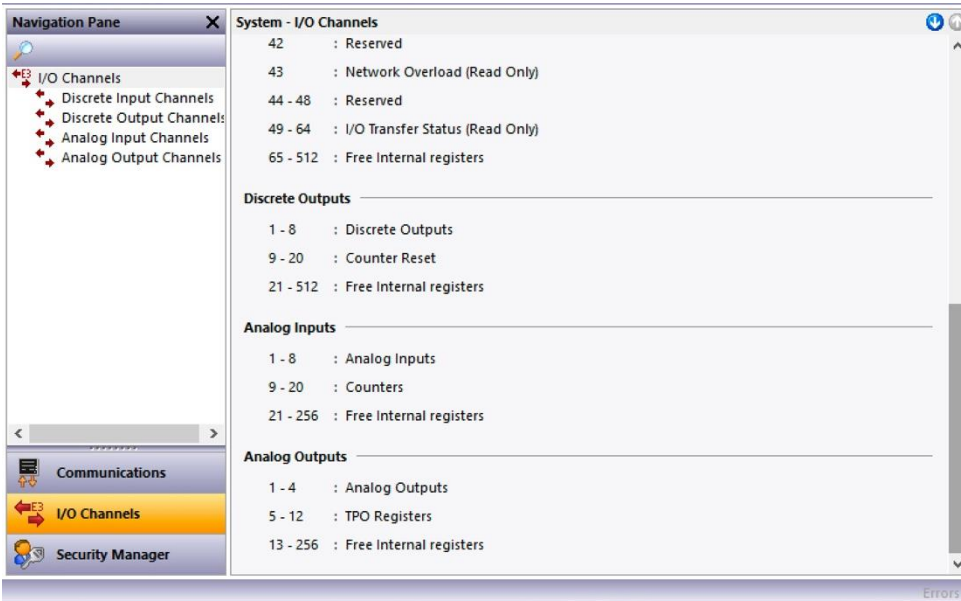 Navigation Pane
I/O Channels
Discrete Input Channels
Discrete Output Channels
Analog Input Channels
Analog Output Channels
Communications
E3 I/O Channels
Security Manager
System - I/O Channels
42 : Reserved
43 : Network Overload (Read Only)
44 - 48 : Reserved
49 - 64 : I/O Transfer Status (Read Only)
65 - 512 : Free Internal registers
Discrete Outputs
1 - 8 : Discrete Outputs
9 - 20 : Counter Reset
21 - 512 : Free Internal registers
Analog Inputs
1 - 8 : Analog Inputs
9 - 20 : Counters
21 - 256 : Free Internal registers
Analog Outputs
1 - 4 : Analog Outputs
5 - 12 : TPO Registers
13 - 256 : Free Internal registers
Errors